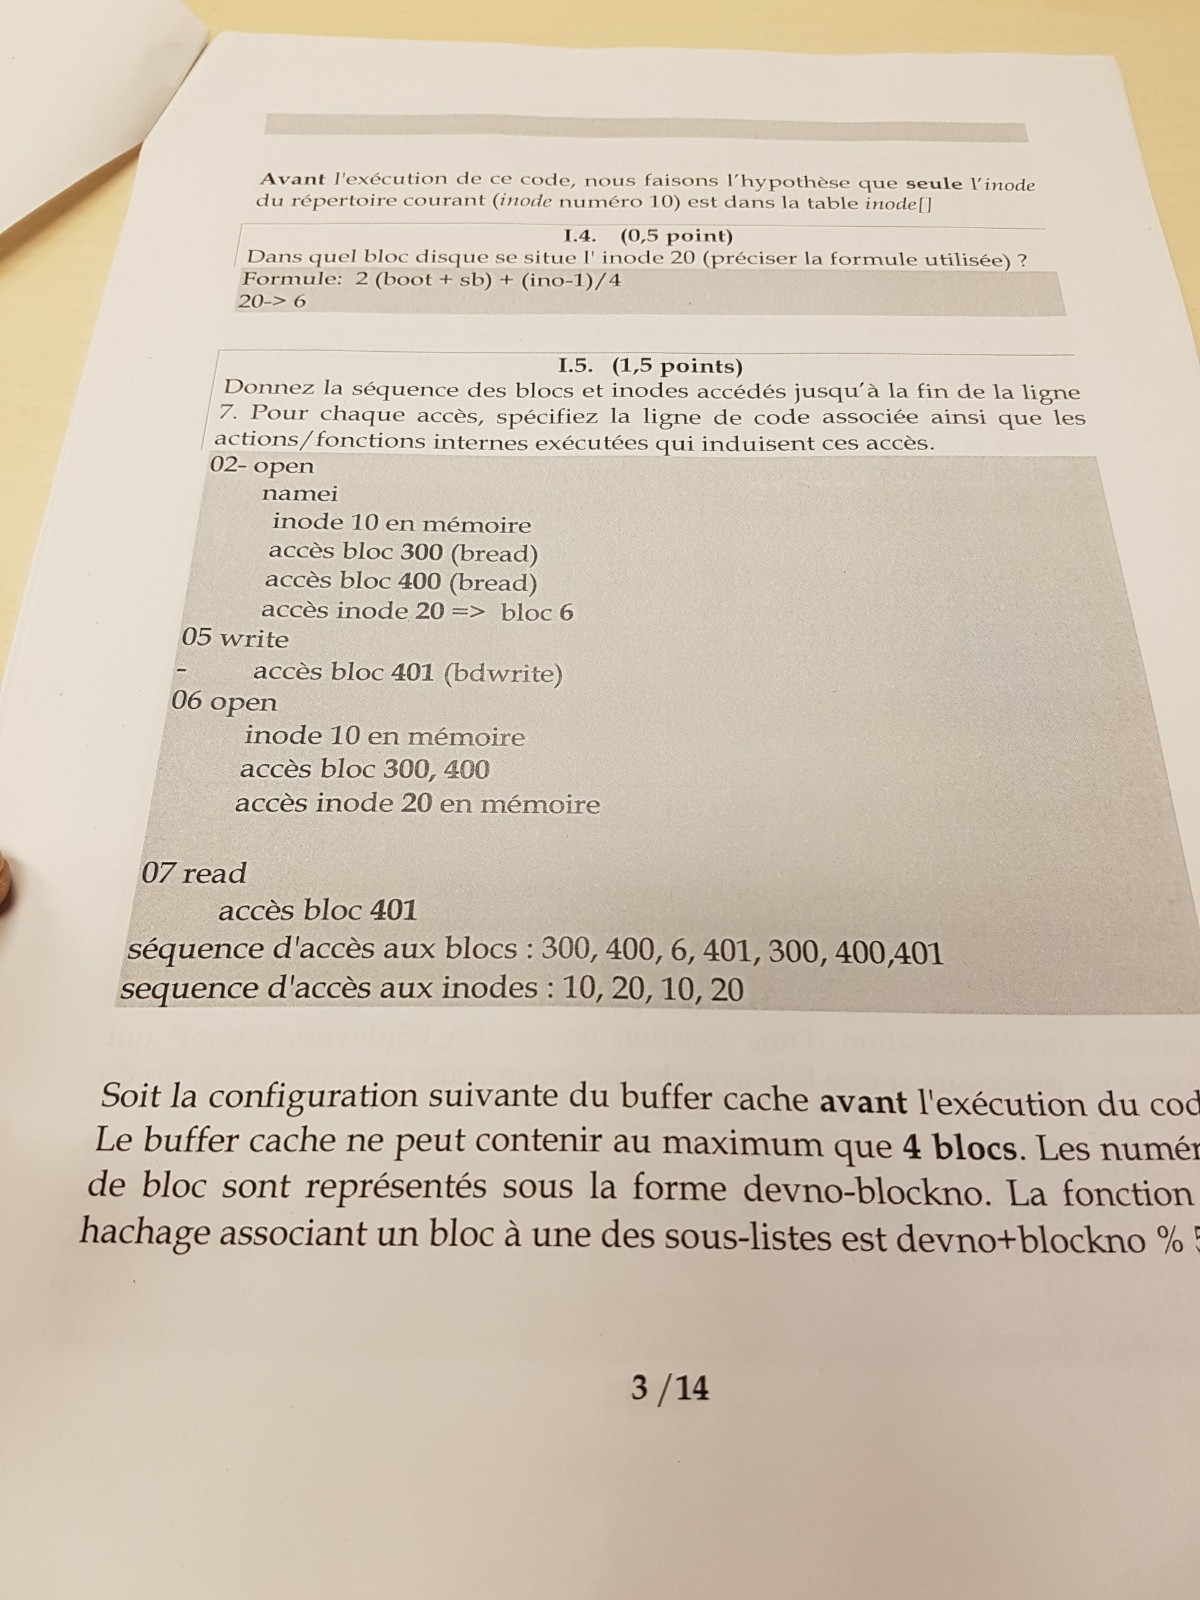 Avant l'exécution de ce code, nous faisons l'hypothèse que seule l'inode
du répertoire courant (inode numéro 10) est dans la table inode[]
I.4. (0,5 point)
Dans quel bloc disque se situe l' inode 20 (préciser la formule utilisée) ?
Formule: 2 (boot + sb) + (ino-1)/4
20-> 6
I.5. (1,5 points)
Donnez la séquence des blocs et inodes accédés jusqu'à la fin de la ligne
7. Pour chaque accès, spécifiez la ligne de code associée ainsi que les
actions/fonctions internes exécutées qui induisent ces accès.
02- open
namei
inode 10 en mémoire
accès bloc 300 (bread)
accès bloc 400 (bread)
accès inode 20 => bloc 6
05 write
- accès bloc 401 (bdwrite)
06 open
inode 10 en mémoire
accès bloc 300, 400
accès inode 20 en mémoire
07 read
accès bloc 401
séquence d'accès aux blocs : 300, 400, 6, 401, 300, 400,401
sequence d'accès aux inodes : 10, 20, 10, 20
Soit la configuration suivante du buffer cache avant l'exécution du
Le buffer cache ne peut contenir au maximum que 4 blocs. Les
de bloc sont représentés sous la forme devno-blockno. La fonction
hachage associant un bloc à une des sous-listes est devno+blockno %
3 /14